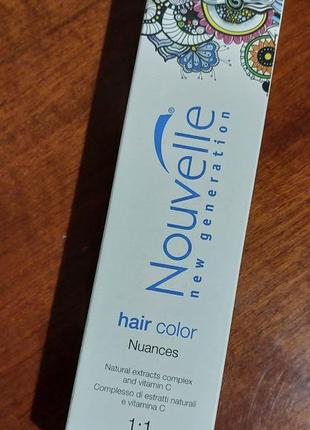 Nouvelle®
new generation
hair color
Nuances
Natural extracts complex
and vitamin C
Complesso di estratti naturali
e vitamina C
1:1